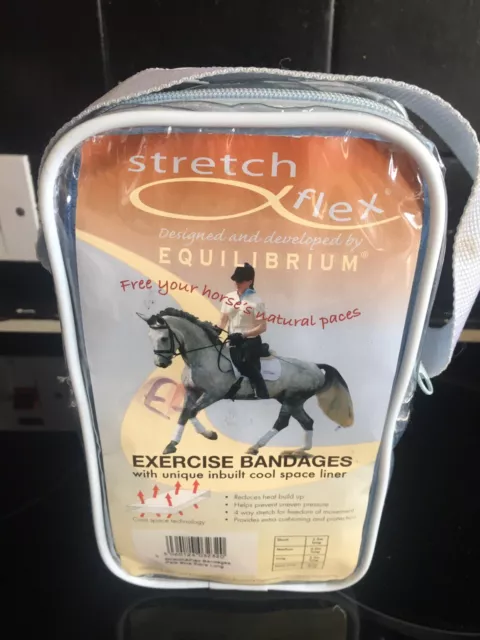 stretch
flex
Designed and developed by
EQUILIBRIUM®
Free your horse's natural paces
EXERCISE BANDAGES
with unique inbuilt cool space liner
• Reduces heat build up
• Helps prevent uneven pressure
• 4 way stretch for freedom of movement
• Provides extra cushioning and protection
Cool space technology
Medium
Long